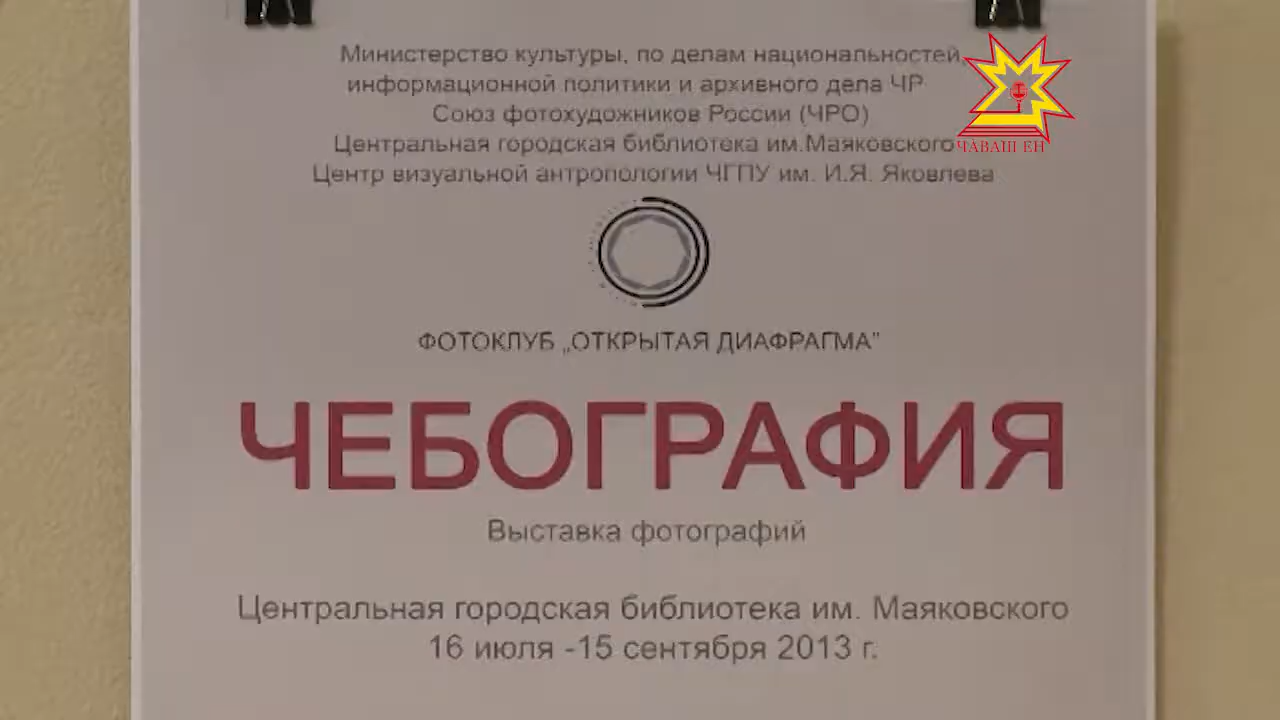 Министерство культуры, по делам национальностей,
информационной политики и архивного дела ЧР
Союз фотохудожников России (ЧРО)
Центральная городская библиотека им.Маяковского
Центр визуальной антропологии ЧГПУ им. И.Я. Яковлева
ЧĂВАШ ЕН
ФОТОКЛУБ „ОТКРЫТАЯ ДИАФРАГМА"
ЧЕБОГРАФИЯ
Выставка фотографий
Центральная городская библиотека им. Маяковского
16 июля -15 сентября 2013 г.